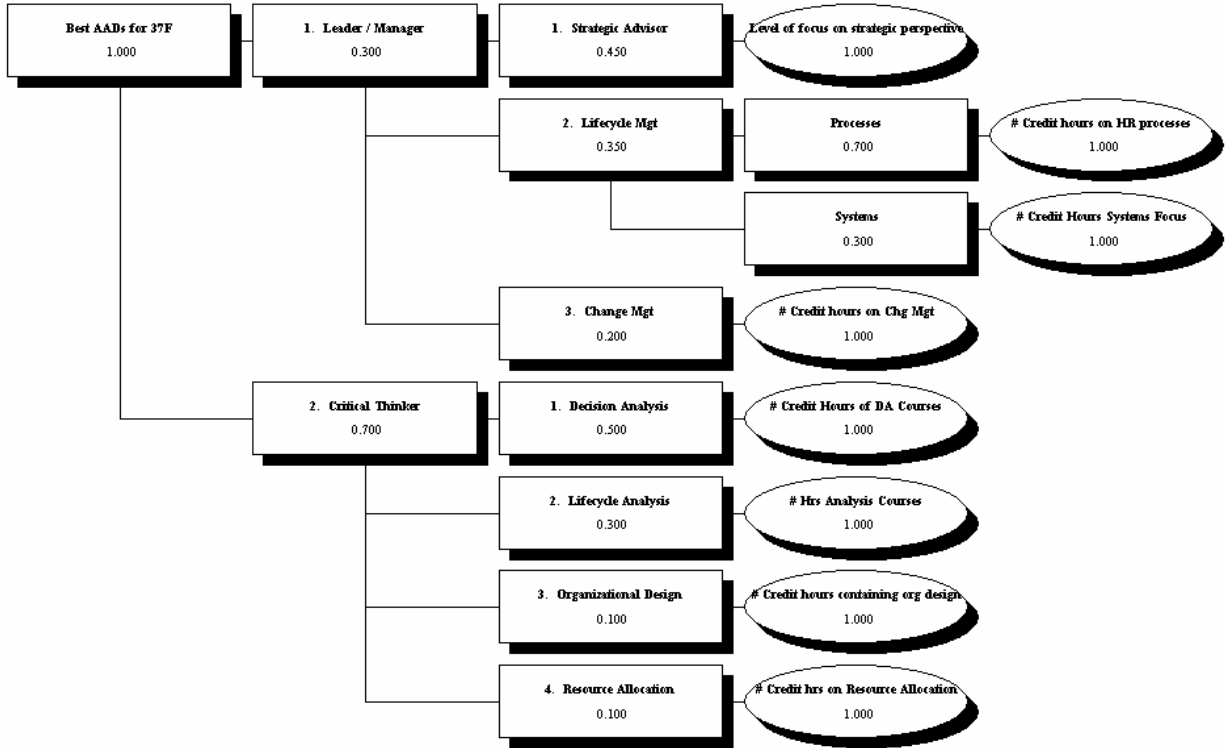 Best AADs for 37F
1.000
1. Leader / Manager
0.300
1. Strategic Advisor
0.450
Level of focus on strategic perspective
1.000
2. Lifecycle Mgt
0.350
Processes
0.700
# Credit hours on HR processes
1.000
Systems
0.300
# Credit Hours Systems Focus
1.000
3. Change Mgt
0.200
# Credit hours on Chg Mgt
1.000
2. Critical Thinker
0.700
1. Decision Analysis
0.500
# Credit Hours of DA Courses
1.000
2. Lifecycle Analysis
0.300
# Hrs Analysis Courses
1.000
3. Organizational Design
0.100
# Credit hours containing org design
1.000
4. Resource Allocation
0.100
# Credit hrs on Resource Allocation
1.000